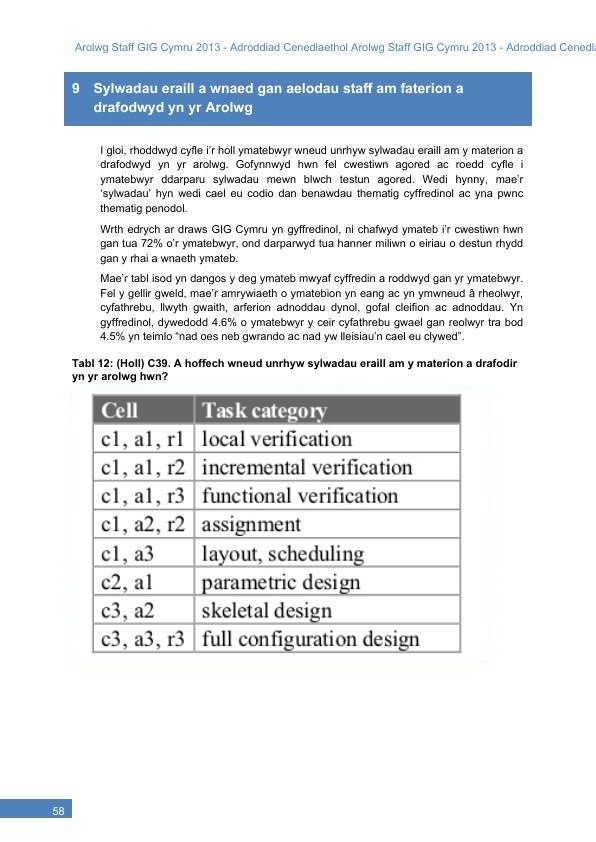 Arolwg Staff GIG Cymru 2013 - Adroddiad Cenedlaethol Arolwg Staff GIG Cymru 2013 - Adroddiad Cenedla
9 Sylwadau eraill a wnaed gan aelodau staff am faterion a
drafodwyd yn yr Arolwg
I gloi, rhoddwyd cyfle i’r holl ymatebwyr wneud unrhyw sylwadau eraill am y materion a
drafodwyd yn yr arolwg. Gofynnwyd hwn fel cwestiwn agored ac roedd cyfle i
ymatebwyr ddarparu sylwadau mewn blwch testun agored. Wedi hynny, mae’r
‘sylwadau’ hyn wedi cael eu codio dan benawdau thematig cyffredinol ac yna pwnc
thematig penodol.
Wrth edrych ar draws GIG Cymru yn gyffredinol, ni chafwyd ymateb i’r cwestiwn hwn
gan tua 72% o’r ymatebwyr, ond darparwyd tua hanner miliwn o eiriau o destun rhydd
gan y rhai a wnaeth ymateb.
Mae’r tabl isod yn dangos y deg ymateb mwyaf cyffredin a roddwyd gan yr ymatebwyr.
Fel y gellir gweld, mae’r amrywiaeth o ymatebion yn eang ac yn ymwneud â rheolwyr,
cyfathrebu, llwyth gwaith, arferion adnoddau dynol, gofal cleifion ac adnoddau. Yn
gyffredinol, dywedodd 4.6% o ymatebwyr y ceir cyfathrebu gwael gan reolwyr tra bod
4.5% yn teimlo “nad oes neb gwrando ac nad yw lleisiau’n cael eu clywed”.
Tabl 12: (Holl) C39. A hoffech wneud unrhyw sylwadau eraill am y materion a drafodir
yn yr arolwg hwn?
Cell Task category
c1, a1, r1 local verification
c1, a1, r2 incremental verification
c1, a1, r3 functional verification
c1, a2, r2 assignment
c1, a3 layout, scheduling
c2, a1 parametric design
c3, a2 skeletal design
c3, a3, r3 full configuration design
58